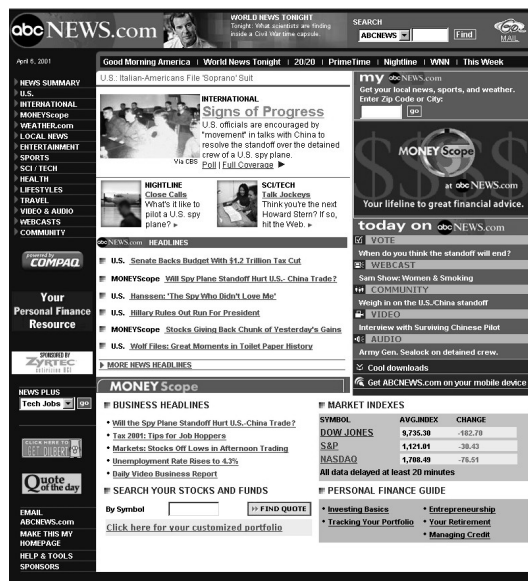 abc NEWS.com
WORLD NEWS TONIGHT
Tonight: What scientists are finding
inside a Civil War time capsule.
SEARCH
ABCNEWS
Find
Go
MAIL
April 6, 2001
Good Morning America | World News Tonight | 20/20 | PrimeTime | Nightline | WNN | This Week
NEWS SUMMARY
U.S.
INTERNATIONAL
MONEYScope
WEATHER.com
LOCAL NEWS
ENTERTAINMENT
SPORTS
SCI / TECH
HEALTH
LIFESTYLES
TRAVEL
VIDEO & AUDIO
WEBCASTS
COMMUNITY
powered by
COMPAQ
Your
Personal Finance
Resource
SPONSORED BY
ZYRTEC
NEWS PLUS
Tech Jobs
go
CLICK HERE TO
GET QUBERT
Quote
of the day
EMAIL
ABCNEWS.com
MAKE THIS MY
HOMEPAGE
HELP & TOOLS
SPONSORS
U.S.: Italian-Americans File 'Soprano' Suit
INTERNATIONAL
Signs of Progress
U.S. officials are encouraged by
"movement" in talks with China to
resolve the standoff over the detained
crew of a U.S. spy plane.
Poll | Full Coverage
Via CBS
NIGHTLINE
Close Calls
What's it like to
pilot a U.S. spy
plane?
SCI/TECH
Talk Jockeys
Think you're the next
Howard Stern? If so,
hit the Web.
abc NEWS.com HEADLINES
U.S. Senate Backs Budget With $1.2 Trillion Tax Cut
MONEYScope Will Spy Plane Standoff Hurt U.S.- China Trade?
U.S. Hanssen: 'The Spy Who Didn't Love Me'
U.S. Hillary Rules Out Run For President
MONEYScope Stocks Giving Back Chunk of Yesterday's Gains
U.S. Wolf Files: Great Moments in Toilet Paper History
MORE NEWS HEADLINES
my abc NEWS.com
Get your local news, sports, and weather.
Enter Zip Code or City:
go
MONEY Scope
at abc NEWS.com
Your lifeline to great financial advice.
today on abc NEWS.com
VOTE
When do you think the standoff will end?
WEBCAST
Sam Show: Women & Smoking
COMMUNITY
Weigh in on the U.S./China standoff
VIDEO
Interview with Surviving Chinese Pilot
AUDIO
Army Gen. Sealock on detained crew.
Cool downloads
Get ABCNEWS.com on your mobile device
MONEY Scope
BUSINESS HEADLINES
• Will the Spy Plane Standoff Hurt U.S.-China Trade?
• Tax 2001: Tips for Job Hoppers
• Markets: Stocks Off Lows in Afternoon Trading
• Unemployment Rate Rises to 4.3%
• Daily Video Business Report
SEARCH YOUR STOCKS AND FUNDS
By Symbol
FIND QUOTE
Click here for your customized portfolio
MARKET INDEXES
SYMBOL AVG.INDEX CHANGE
DOW JONES 9,735.30 -182.70
S&P 1,121.01 -30.43
NASDAQ 1,708.49 -76.51
All data delayed at least 20 minutes
PERSONAL FINANCE GUIDE
• Investing Basics • Entrepreneurship
• Tracking Your Portfolio • Your Retirement
• Managing Credit